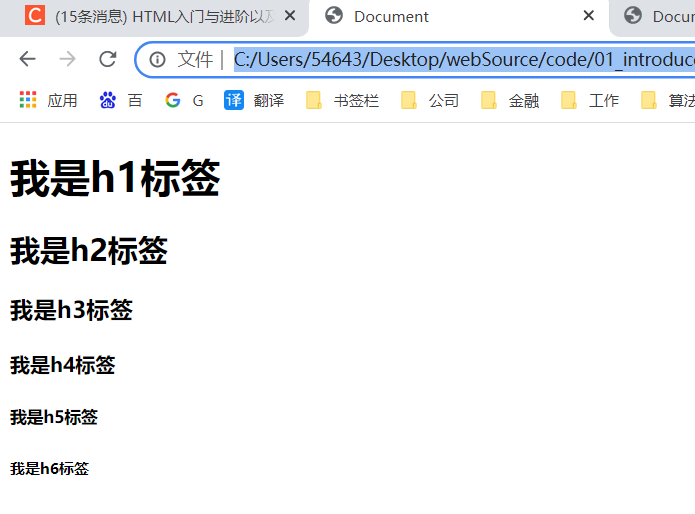 (15条消息) HTML入门与进阶以及
Document
Docu
文件 | C:/Users/54643/Desktop/webSource/code/01_introduc
应用 百 G 译 翻译 书签栏 公司 金融 工作 算法
我是h1标签
我是h2标签
我是h3标签
我是h4标签
我是h5标签
我是h6标签